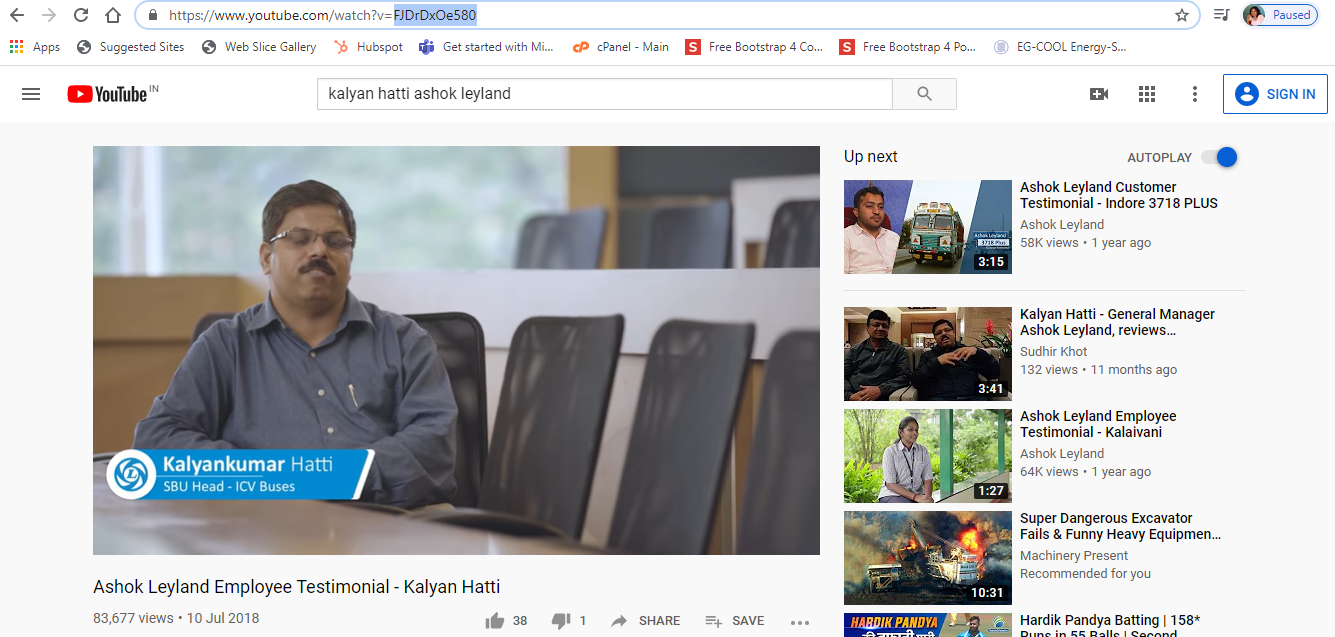 https://www.youtube.com/watch?v=FJDrDxOe580
Paused
Apps
Suggested Sites
Web Slice Gallery
Hubspot
Get started with Mi...
cPanel - Main
S
Free Bootstrap 4 Co...
S
Free Bootstrap 4 Po...
EG-COOL Energy-S...
YouTube IN
kalyan hatti ashok leyland
SIGN IN
Kalyankumar Hatti
SBU Head - ICV Buses
Ashok Leyland Employee Testimonial - Kalyan Hatti
83,677 views • 10 Jul 2018
38
1
SHARE
SAVE
Up next
AUTOPLAY
Ashok Leyland
3718 Plus
3:15
Ashok Leyland Customer
Testimonial - Indore 3718 PLUS
Ashok Leyland
58K views • 1 year ago
3:41
Kalyan Hatti - General Manager
Ashok Leyland, reviews...
Sudhir Khot
132 views • 11 months ago
1:27
Ashok Leyland Employee
Testimonial - Kalaivani
Ashok Leyland
64K views • 1 year ago
10:31
Super Dangerous Excavator
Fails & Funny Heavy Equipmen...
Machinery Present
Recommended for you
HARDIK PANDYA
Hardik Pandya Batting | 158*
Runs in 55 Balls | Second